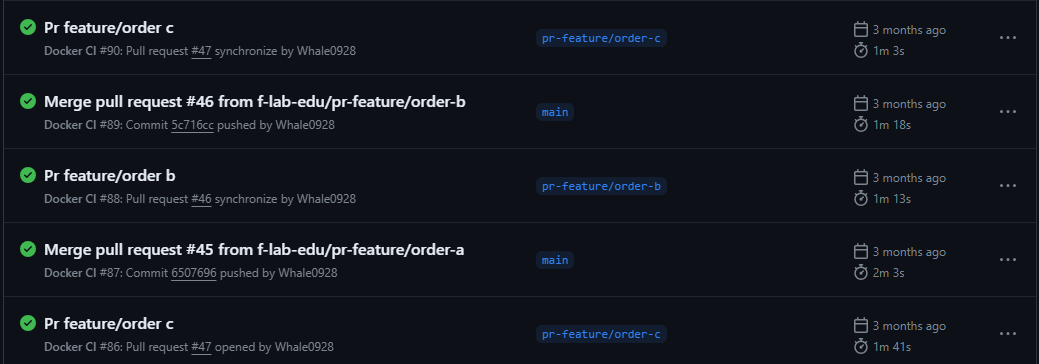 Pr feature/order c
Docker CI #90: Pull request #47 synchronize by Whale0928
pr-feature/order-c
3 months ago
1m 3s
Merge pull request #46 from f-lab-edu/pr-feature/order-b
Docker CI #89: Commit 5c716cc pushed by Whale0928
main
3 months ago
1m 18s
Pr feature/order b
Docker CI #88: Pull request #46 synchronize by Whale0928
pr-feature/order-b
3 months ago
1m 13s
Merge pull request #45 from f-lab-edu/pr-feature/order-a
Docker CI #87: Commit 6507696 pushed by Whale0928
main
3 months ago
2m 3s
Pr feature/order c
Docker CI #86: Pull request #47 opened by Whale0928
pr-feature/order-c
3 months ago
1m 41s